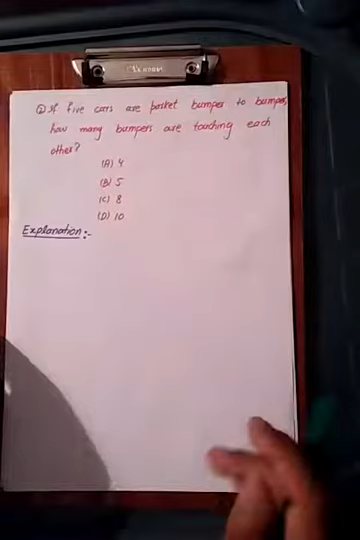 Q If five cars are parket bumper to bumper,
how many bumpers are touching each
other?
(A) 4
(B) 5
(C) 8
(D) 10
Explanation :-